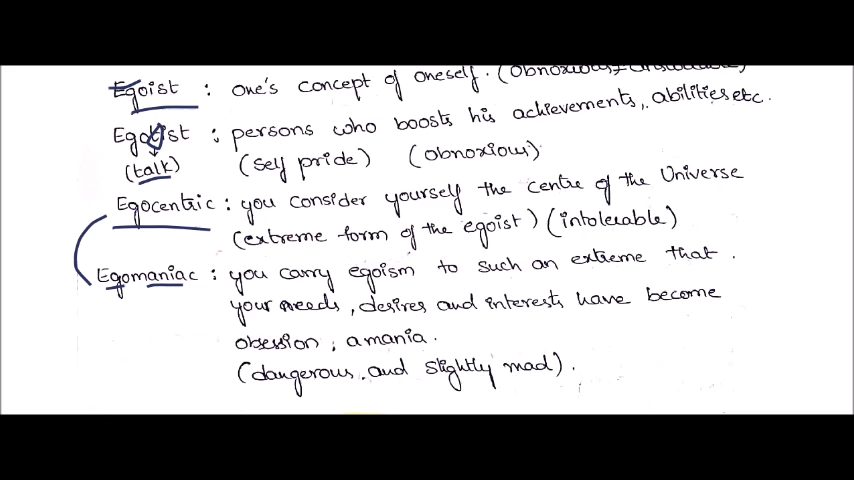 Egoist : one's concept of oneself. (Obnoxious
Egotist : persons who boosts his achievements, abilities etc.
(talk) (self pride) (obnoxious)
Egocentric : you consider yourself the centre of the Universe
(extreme form of the egoist) (intolerable)
Egomaniac : you carry egoism to such an extreme that.
your needs, desires and interests have become
obsession, a mania.
(dangerous, and slightly mad).